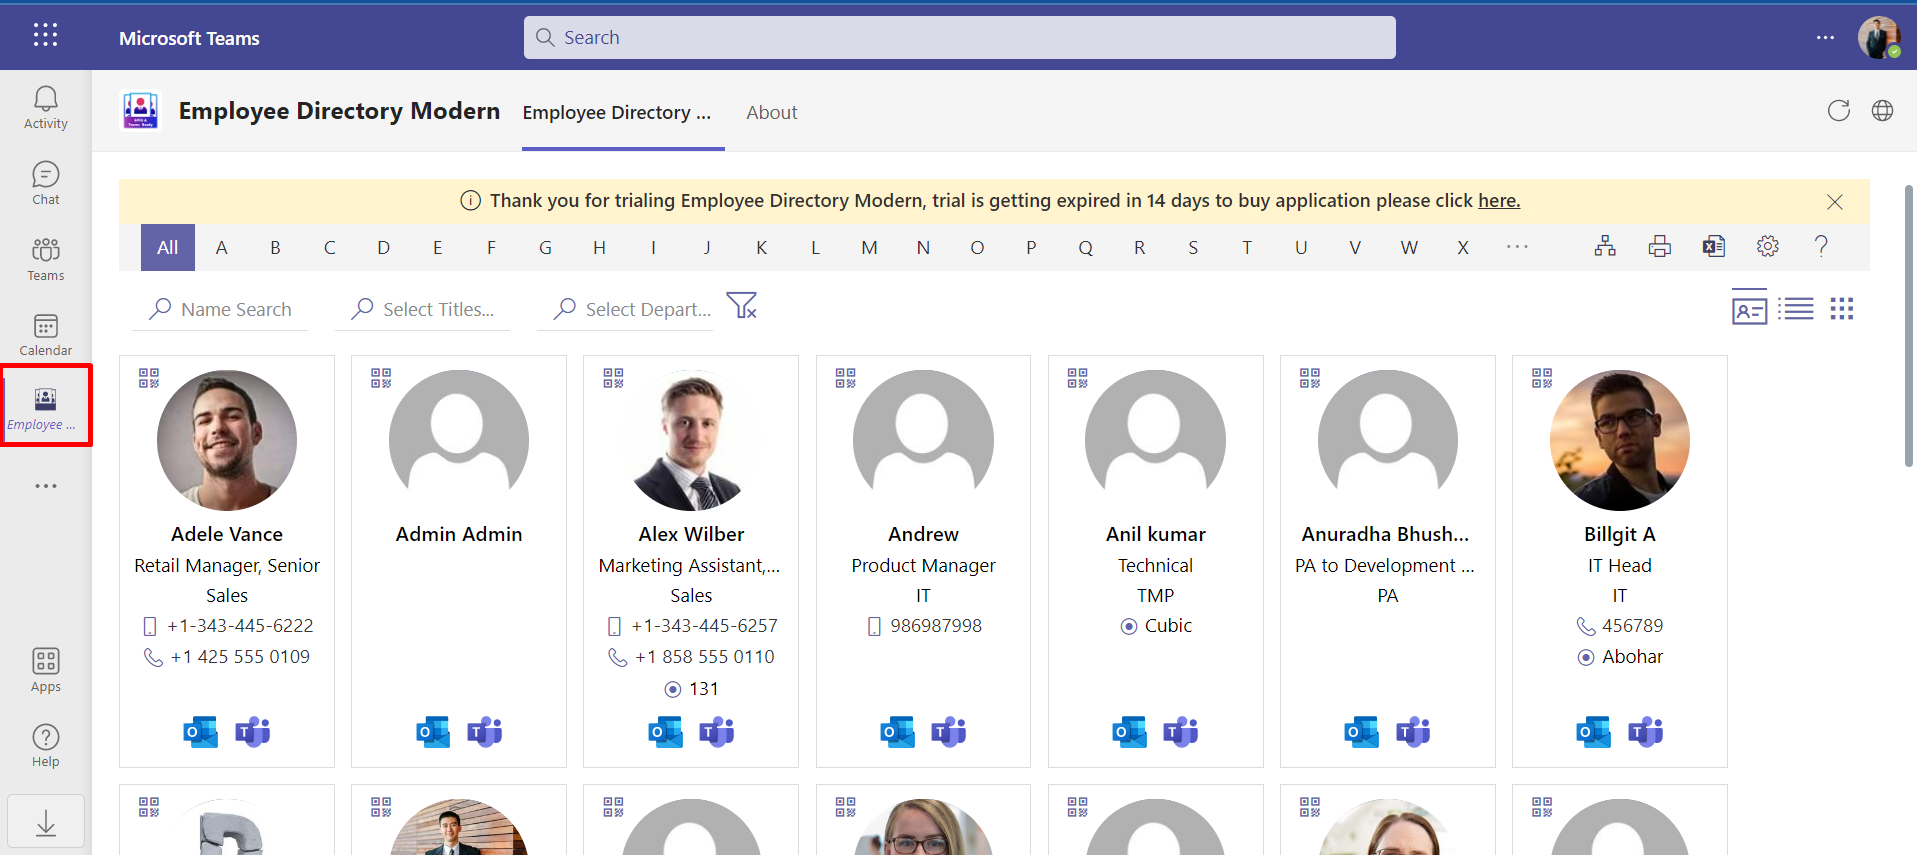 Microsoft Teams
Search
Activity
Chat
Teams
Calendar
Employee ...
Apps
Help
Employee Directory Modern
Employee Directory ...
About
Thank you for trialing Employee Directory Modern, trial is getting expired in 14 days to buy application please click here.
All A B C D E F G H I J K L M N O P Q R S T U V W X ... ?
Name Search
Select Titles...
Select Depart...
Adele Vance
Retail Manager, Senior
Sales
+1-343-445-6222
+1 425 555 0109
Admin Admin
Alex Wilber
Marketing Assistant,...
Sales
+1-343-445-6257
+1 858 555 0110
131
Andrew
Product Manager
IT
986987998
Anil kumar
Technical
TMP
Cubic
Anuradha Bhush...
PA to Development ...
PA
Billgit A
IT Head
IT
456789
Abohar